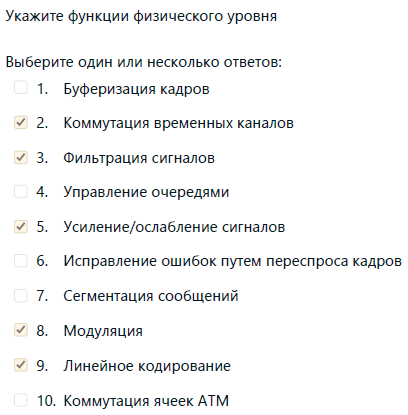 Укажите функции физического уровня
Выберите один или несколько ответов:
1. Буферизация кадров
2. Коммутация временных каналов
3. Фильтрация сигналов
4. Управление очередями
5. Усиление/ослабление сигналов
6. Исправление ошибок путем переспроса кадров
7. Сегментация сообщений
8. Модуляция
9. Линейное кодирование
10. Коммутация ячеек АТМ